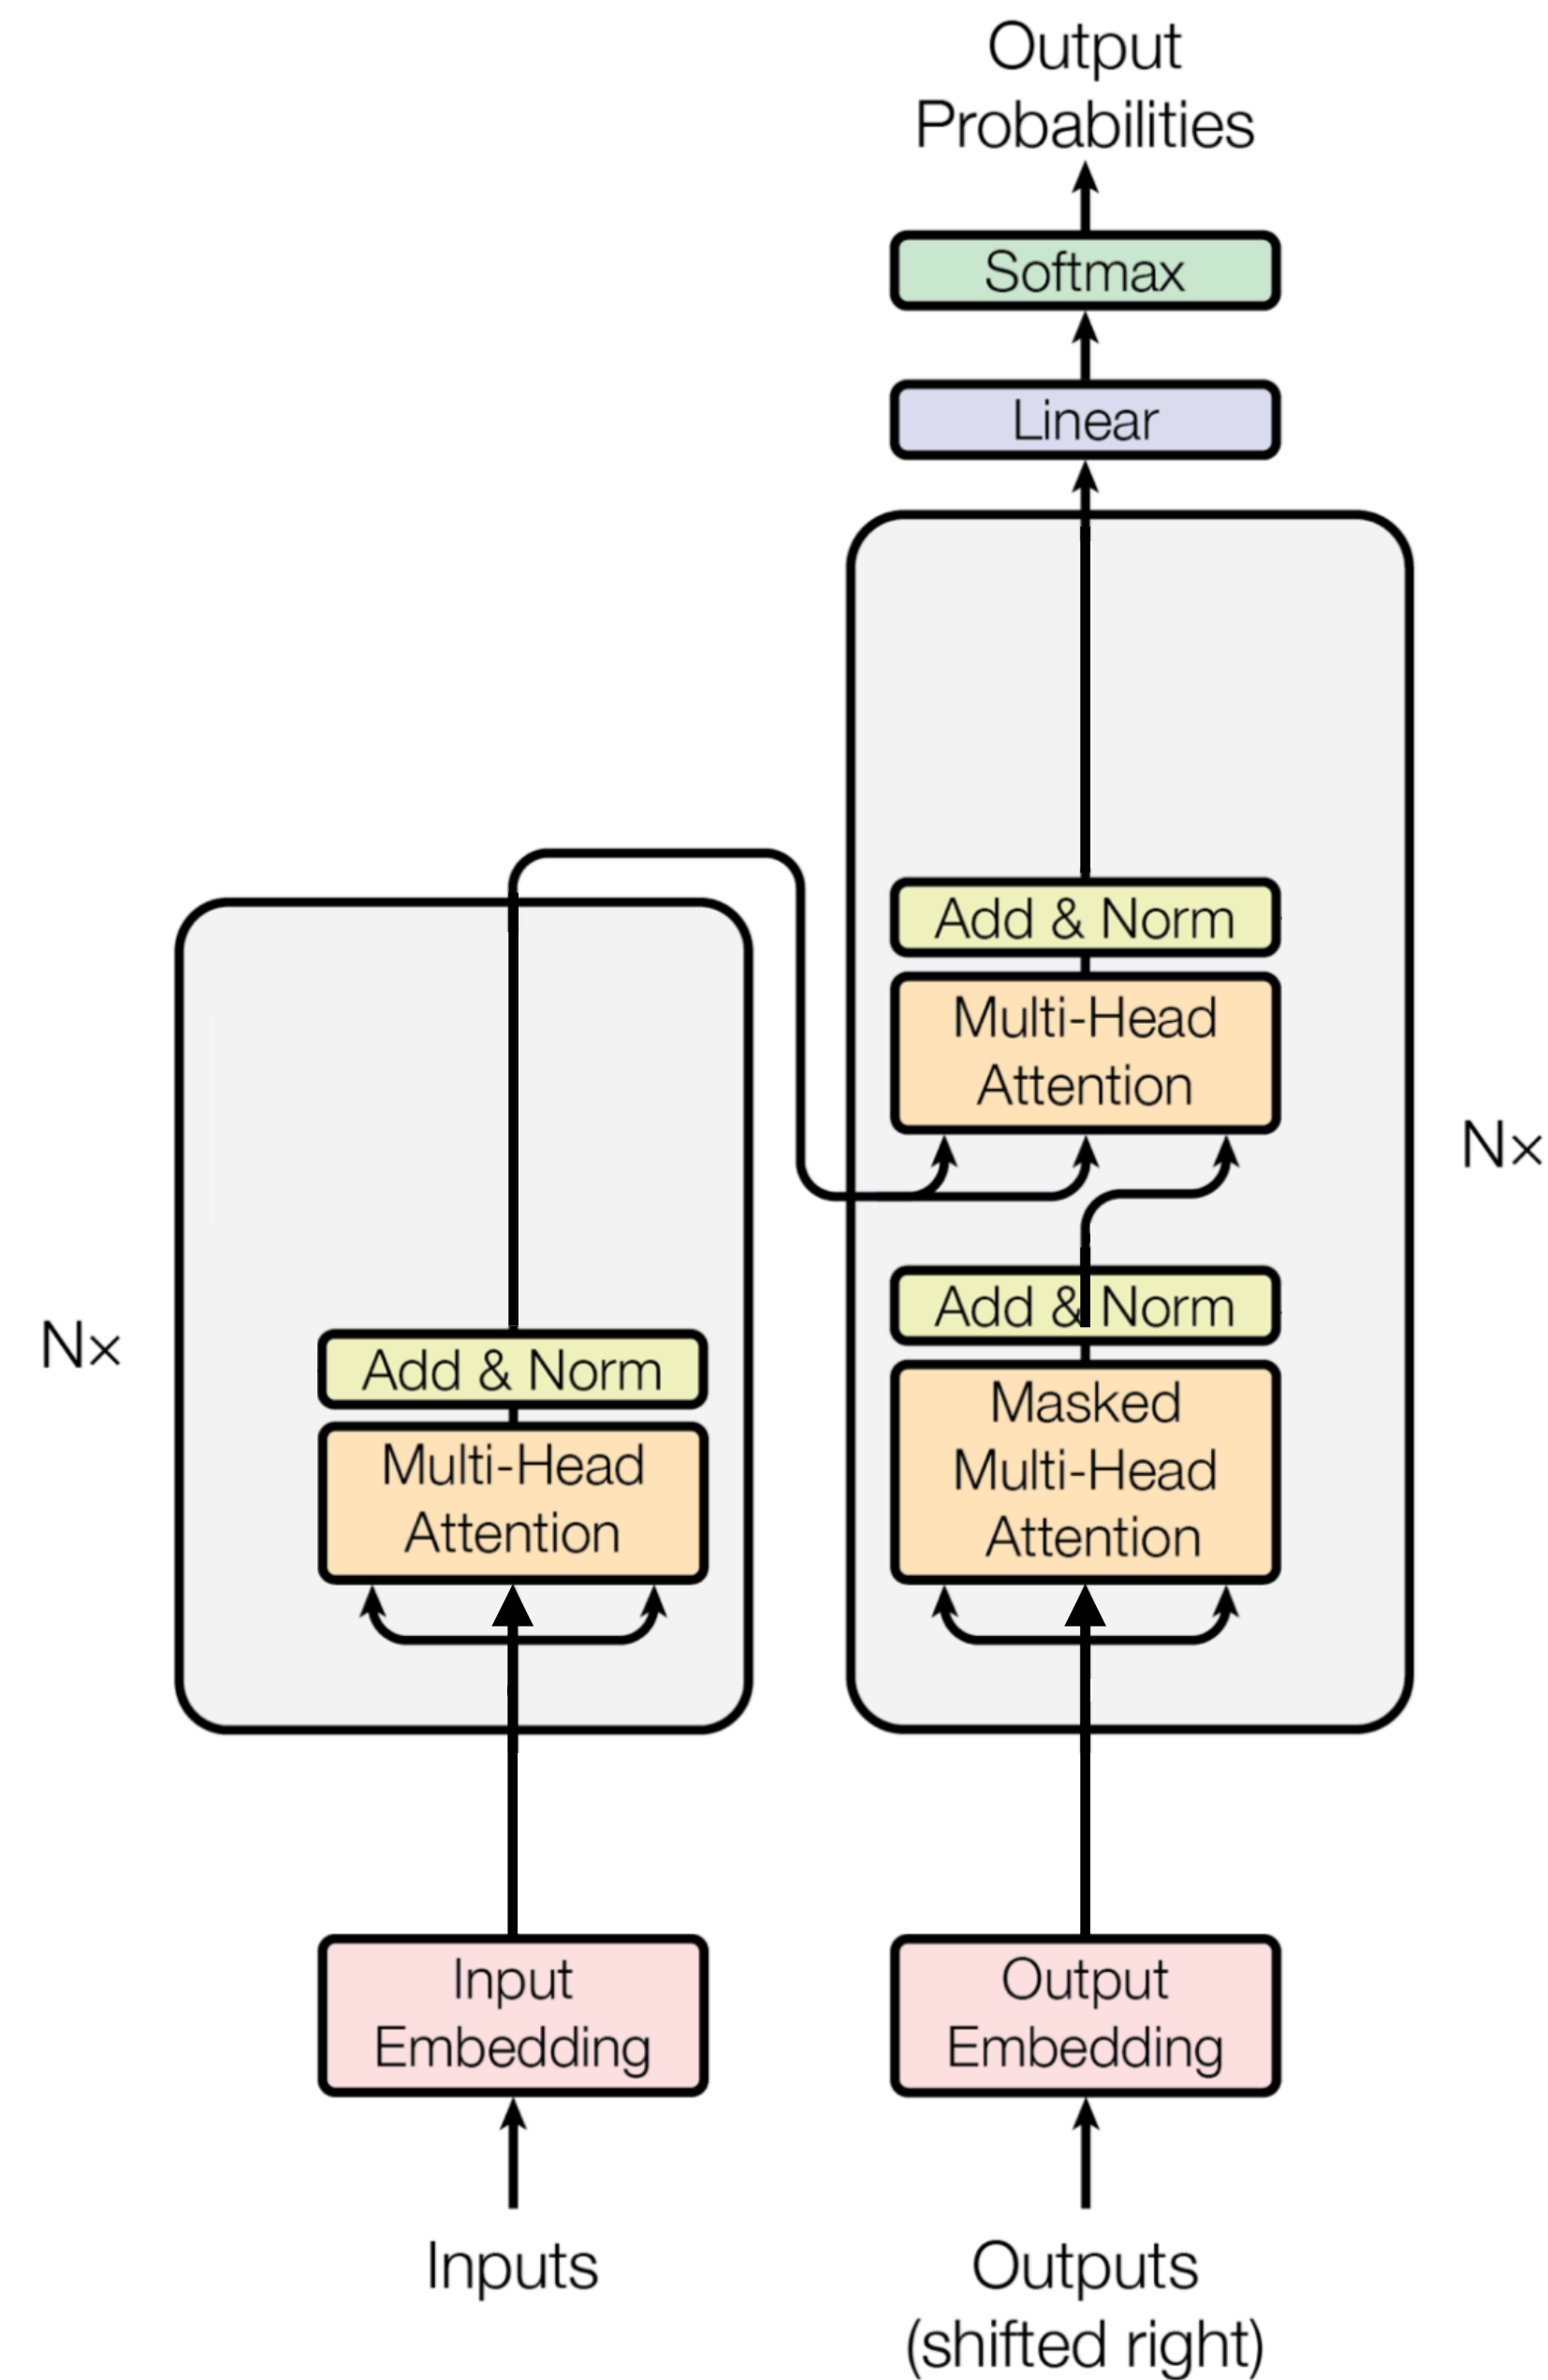 Output
Probabilities
Softmax
Linear
Add & Norm
Multi-Head
Attention
Nx
Add & Norm
Masked
Multi-Head
Attention
Nx
Add & Norm
Multi-Head
Attention
Input
Embedding
Output
Embedding
Inputs
Outputs
(shifted right)